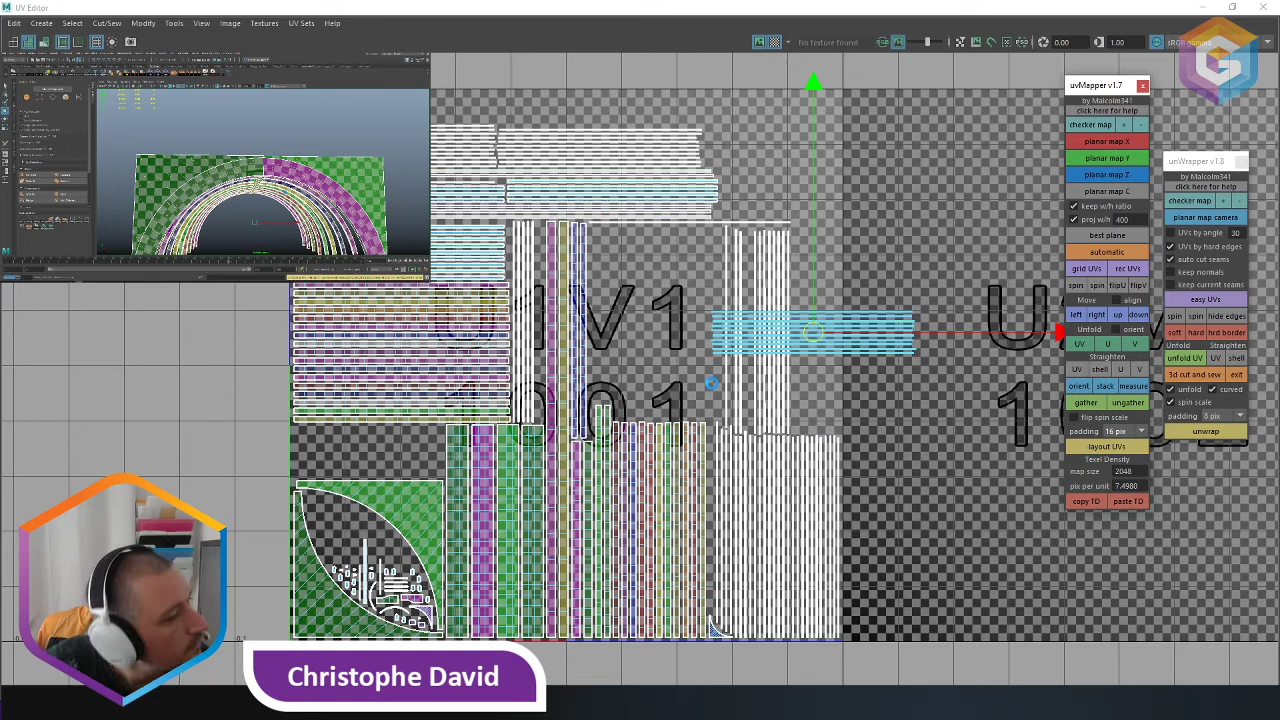 UV Editor
Edit Create Select Cut/Sew Modify Tools View Image Textures UV Sets Help
No texture found
0.00
1.00
sRGB gamma
uvMapper v1.7
by Malcolm341
click here for help
checker map + -
planar map X
planar map Y
planar map Z
planar map C
keep w/h ratio
proj w/h 400
best plane
automatic
grid UVs rec UVs
spin spin flipU flipV
Move align
left right up down
Unfold orient
UV U V
Straighten
UV shell U V
orient stack measure
gather ungather
flip spin scale
padding 16 pix
layout UVs
Texel Density
map size 2048
pix per unit 7.4980
copy TD paste TD
unWrapper v1.8
by Malcolm341
click here for help
checker map + -
planar map camera
UVs by angle 30
UVs by hard edges
auto cut seams
keep normals
keep current seams
easy UVs
spin spin hide edges
soft hard hrd border
Unfold Straighten
unfold UV UV shell
3d cut and sew exit
unfold curved
spin scale
padding 8 pix
unwrap
0.1
Christophe David